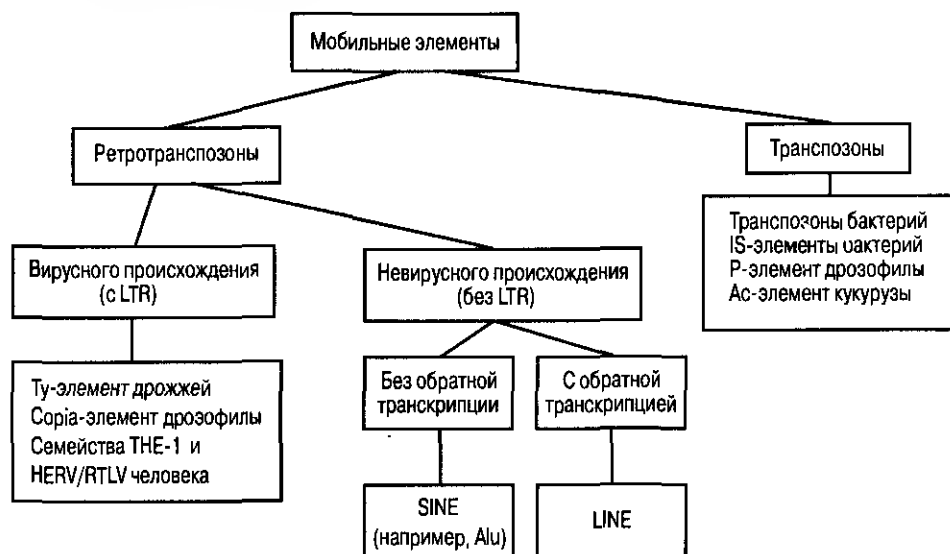 Мобильные элементы
Ретротранспозоны
Транспозоны
Транспозоны бактерий
IS-элементы бактерий
Р-элемент дрозофилы
Ас-элемент кукурузы
Вирусного происхождения
(с LTR)
Невирусного происхождения
(без LTR)
Ту-элемент дрожжей
Copia-элемент дрозофилы
Семейства THE-1 и
HERV/RTLV человека
Без обратной
транскрипции
С обратной
транскрипцией
SINE
(например, Alu)
LINE